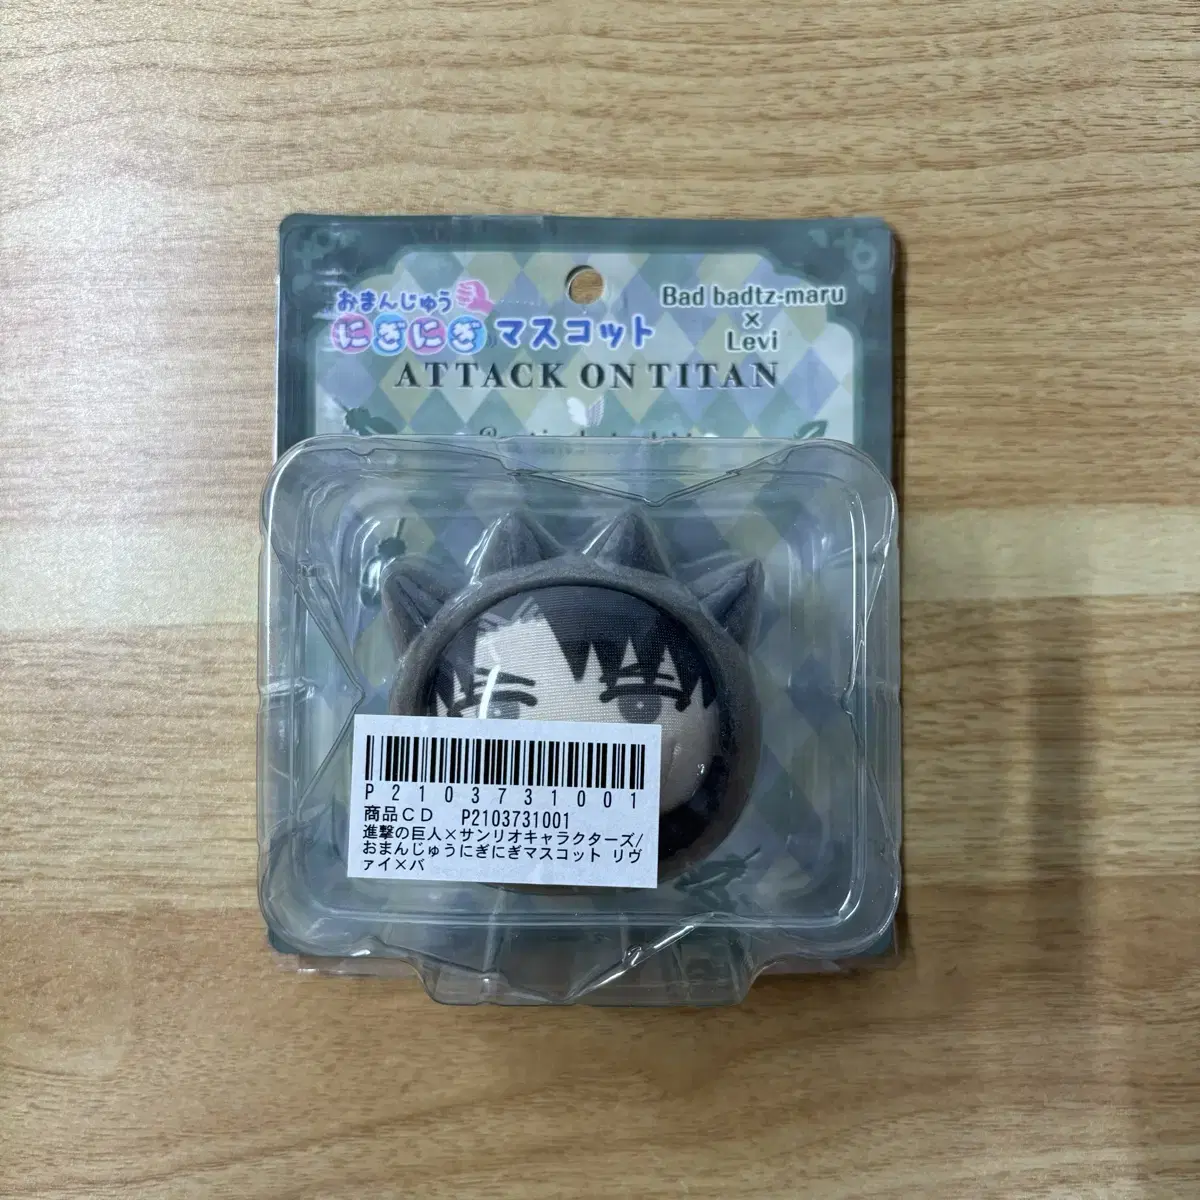 おまんじゅう
にぎにぎマスコット
Bad badtz-maru
×
Levi
ATTACK ON TITAN
P2103731001
商品CD P2103731001
進撃の巨人×サンリオキャラクターズ/
おまんじゅうにぎにぎマスコット リヴ
ァイ×バ